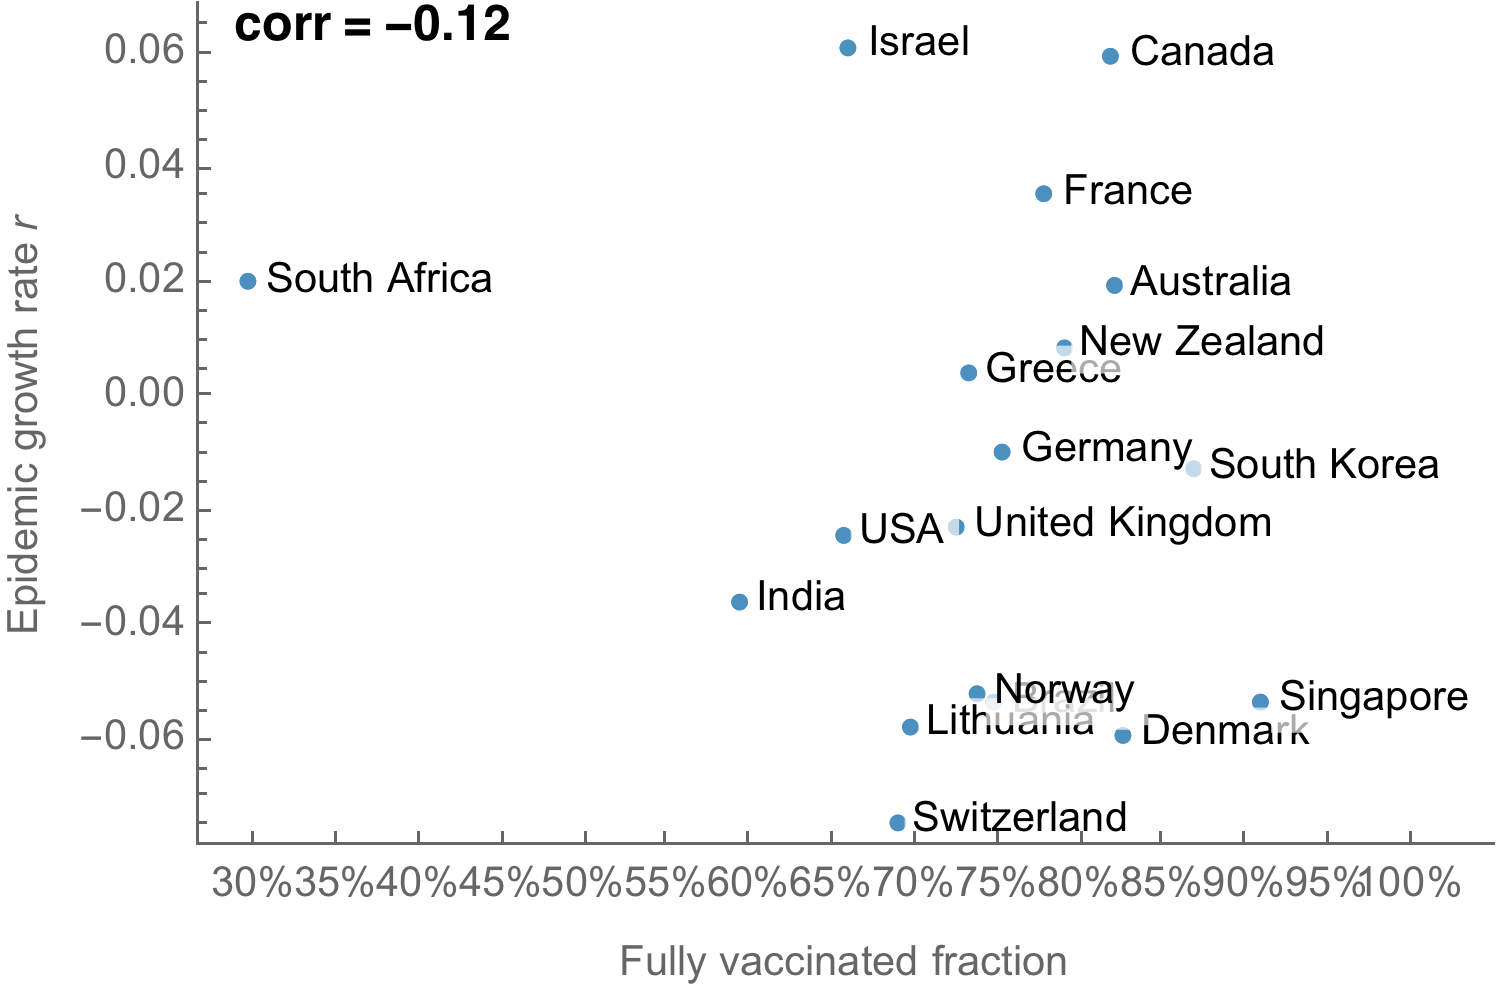 corr = −0.12
0.06
0.04
0.02
0.00
−0.02
−0.04
−0.06
Epidemic growth rate r
Israel
Canada
France
South Africa
Australia
New Zealand
Greece
Germany
South Korea
United Kingdom
USA
India
Norway
Brazil
Singapore
Lithuania
Denmark
Switzerland
30% 35% 40% 45% 50% 55% 60% 65% 70% 75% 80% 85% 90% 95% 100%
Fully vaccinated fraction